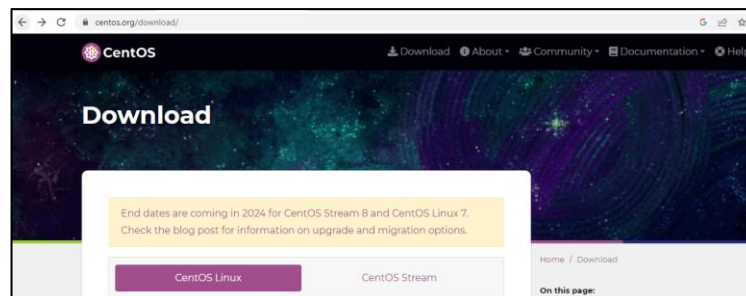 centos.org/download/
CentOS
Download About Community Documentation Help
Download
End dates are coming in 2024 for CentOS Stream 8 and CentOS Linux 7.
Check the blog post for information on upgrade and migration options.
CentOS Linux CentOS Stream
Home / Download
On this page: